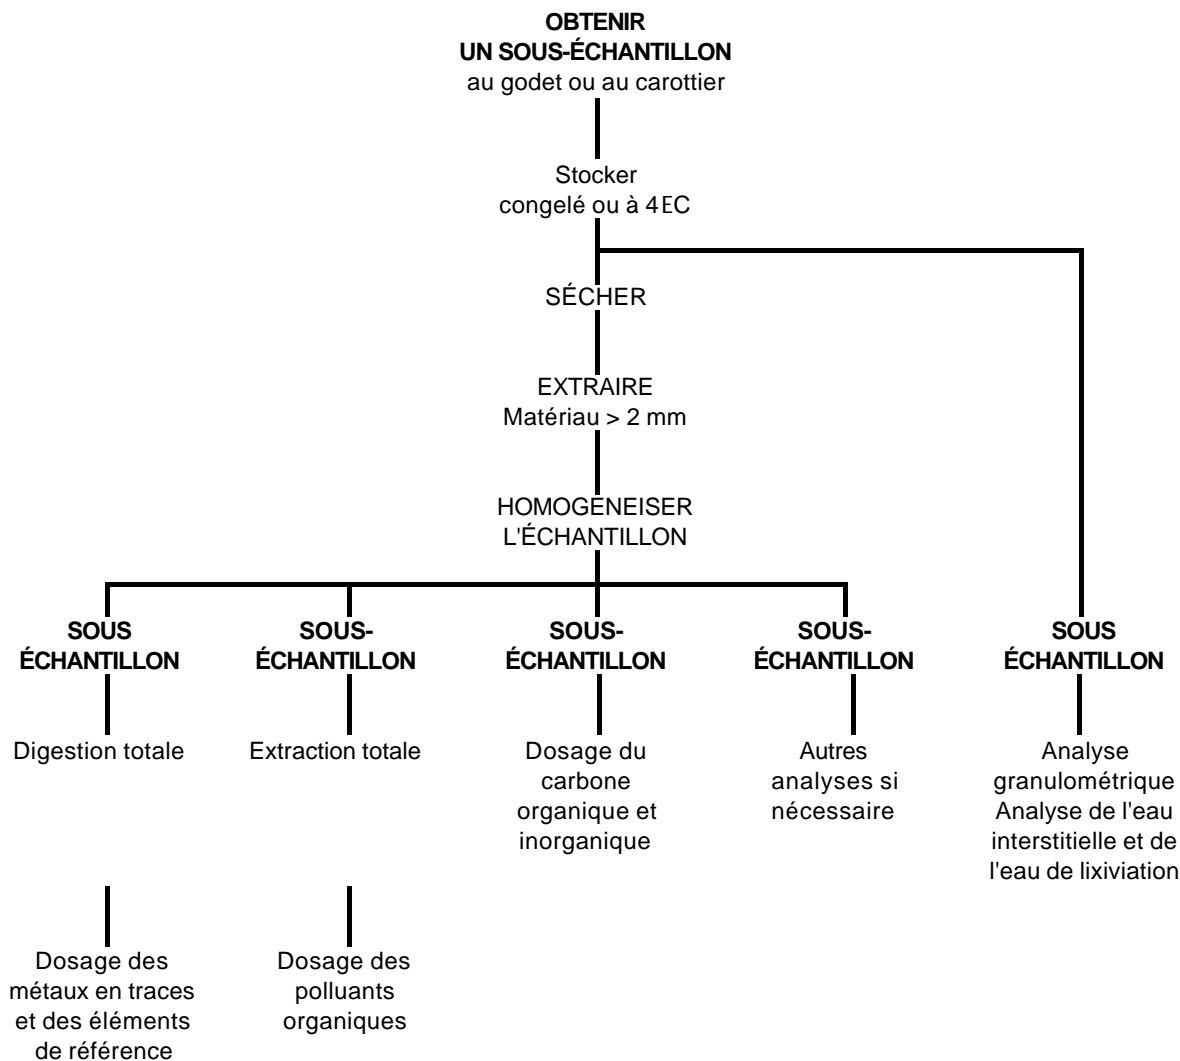 OBTENIR
UN SOUS-ÉCHANTILLON
au godet ou au carottier
Stocker
congelé ou à 4EC
SÉCHER
EXTRAIRE
Matériau > 2 mm
HOMOGÉNEISER
L'ÉCHANTILLON
SOUS
ÉCHANTILLON
Digestion totale
Dosage des
métaux en traces
et des éléments
de référence
SOUS-
ÉCHANTILLON
Extraction totale
Dosage des
polluants
organiques
SOUS-
ÉCHANTILLON
Dosage du
carbone
organique et
inorganique
SOUS-
ÉCHANTILLON
Autres
analyses si
nécessaire
SOUS
ÉCHANTILLON
Analyse
granulométrique
Analyse de l'eau
interstitielle et de
l'eau de lixiviation